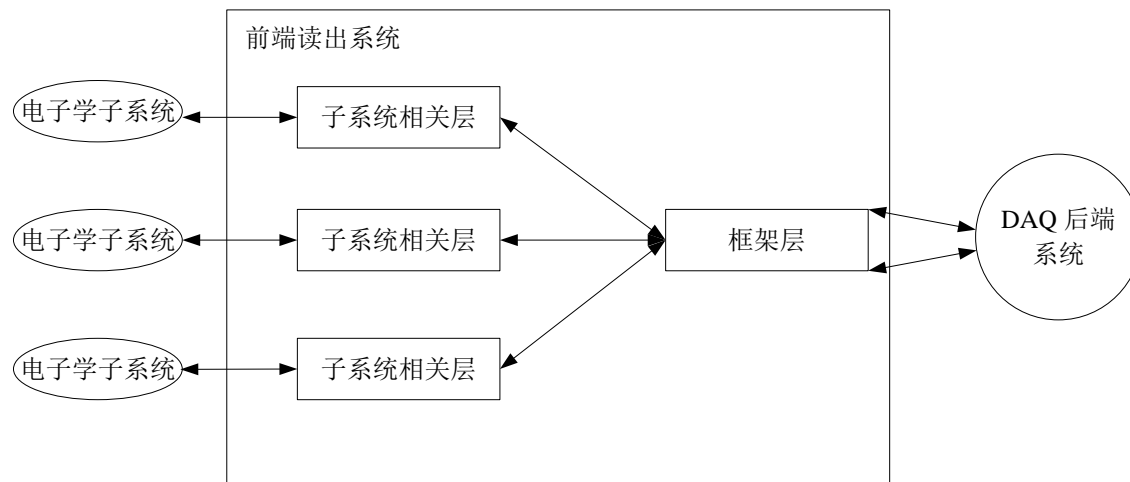 前端读出系统
电子学子系统
子系统相关层
电子学子系统
子系统相关层
框架层
DAQ 后端
系统
电子学子系统
子系统相关层